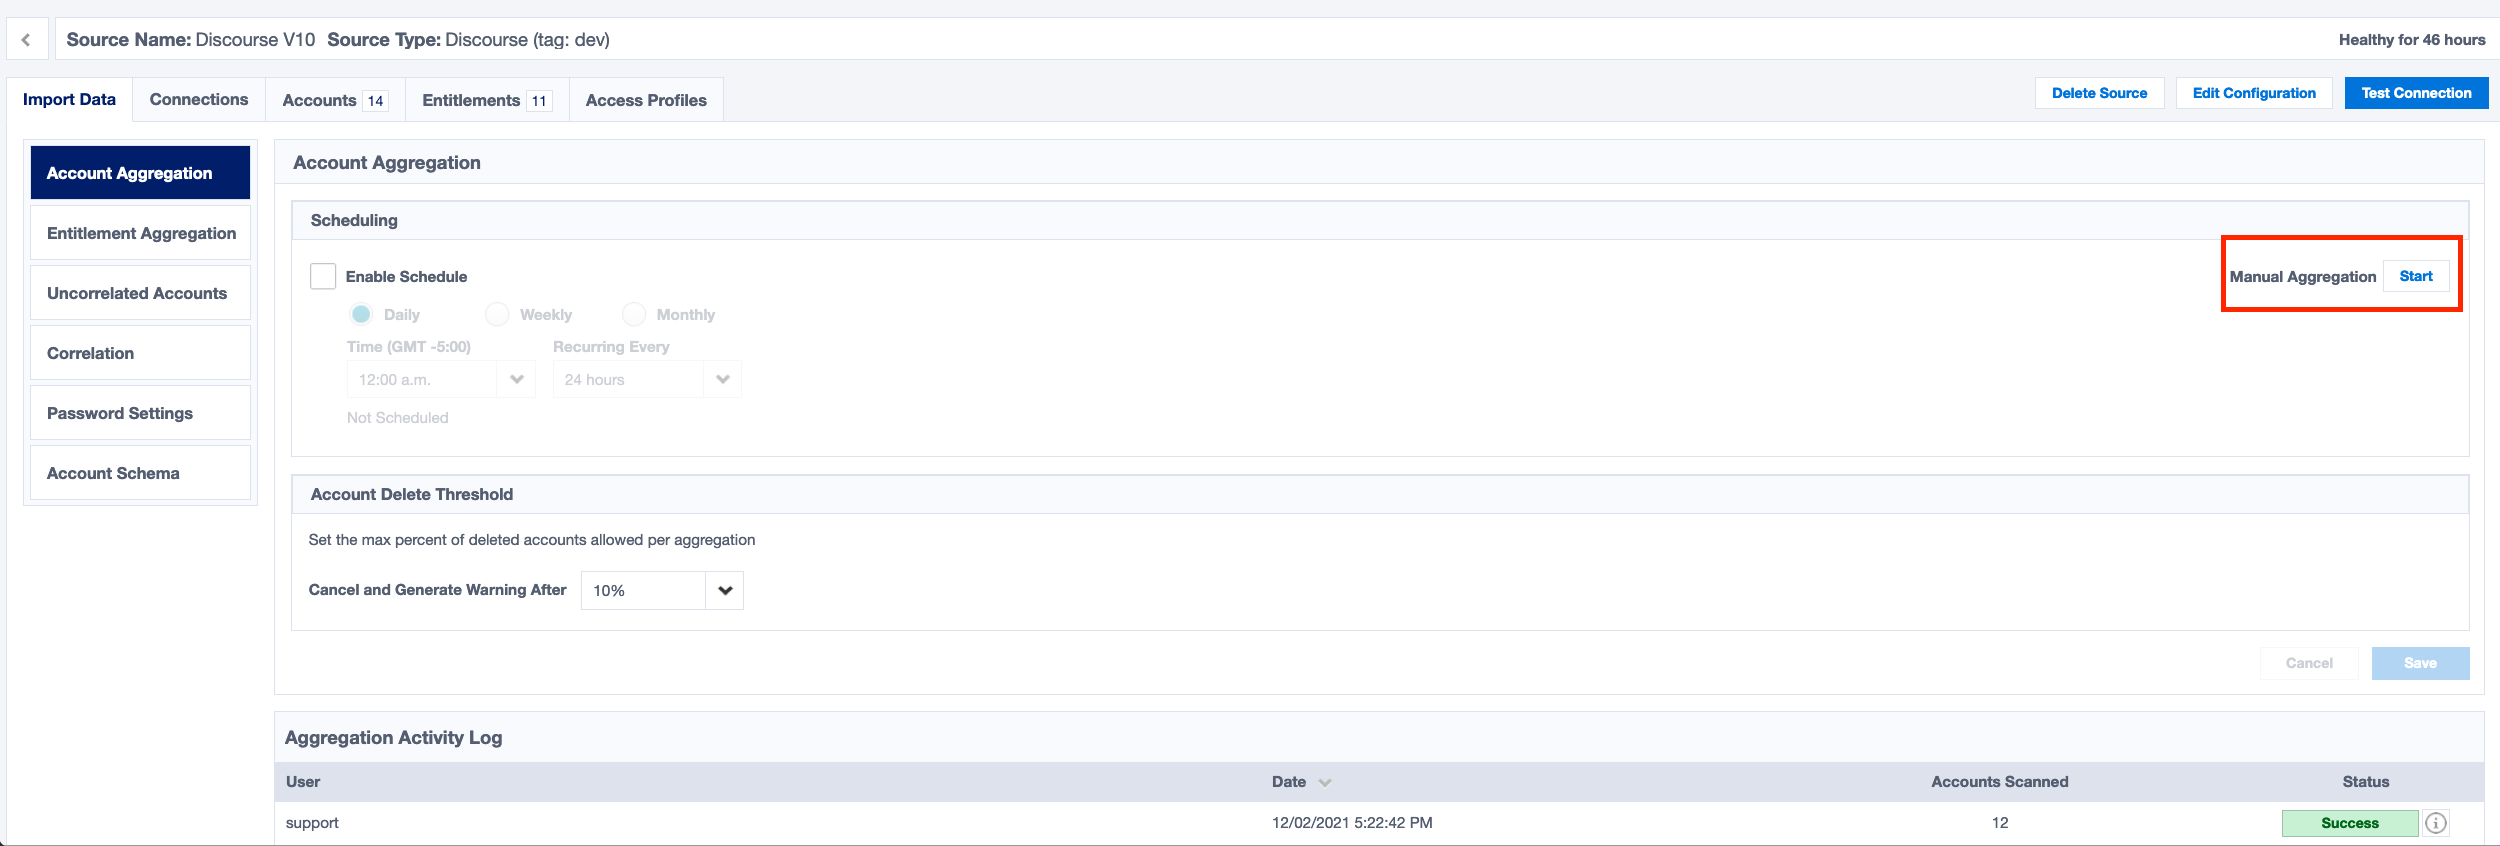 Source Name: Discourse V10 Source Type: Discourse (tag: dev)
Healthy for 46 hours
Import Data
Connections
Accounts 14
Entitlements 11
Access Profiles
Delete Source
Edit Configuration
Test Connection
Account Aggregation
Entitlement Aggregation
Uncorrelated Accounts
Correlation
Password Settings
Account Schema
Account Aggregation
Scheduling
Enable Schedule
Manual Aggregation Start
Daily Weekly Monthly
Time (GMT -5:00) Recurring Every
12:00 a.m. 24 hours
Not Scheduled
Account Delete Threshold
Set the max percent of deleted accounts allowed per aggregation
Cancel and Generate Warning After 10%
Cancel Save
Aggregation Activity Log
User Date Accounts Scanned Status
support 12/02/2021 5:22:42 PM 12 Success